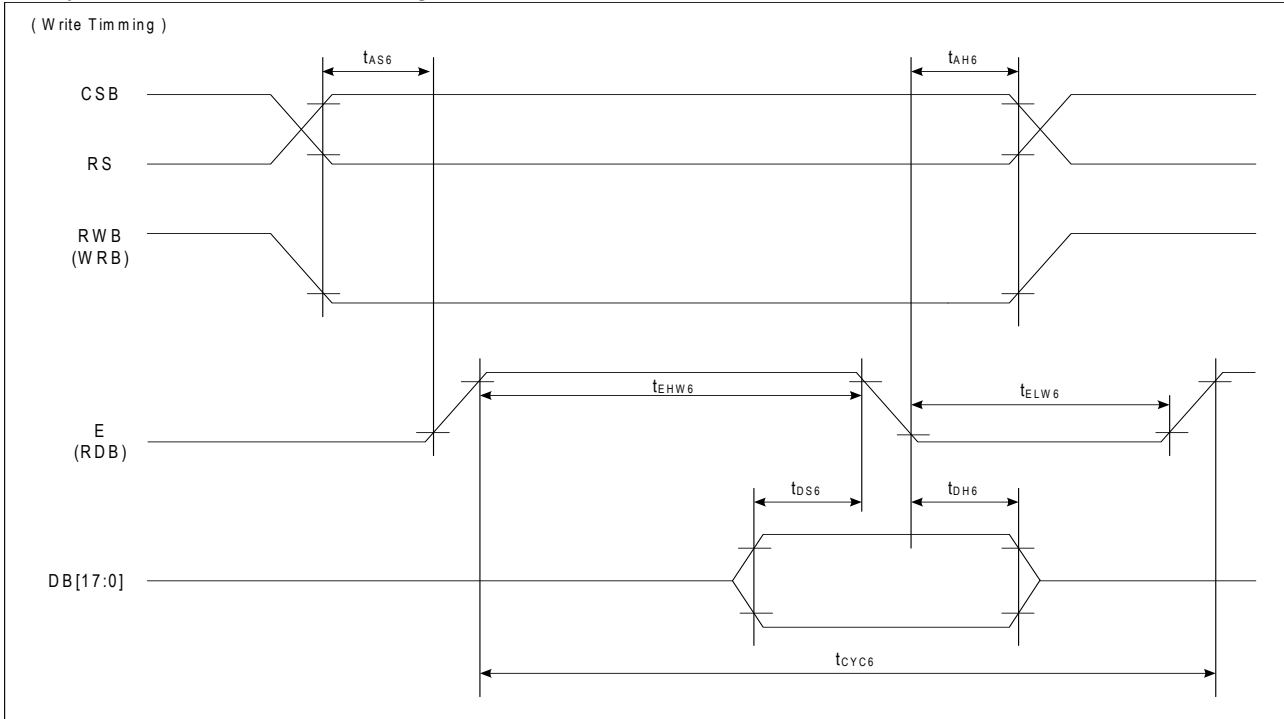 ( Write Timming )
tAS6
tAH6
CSB
RS
RWB
(WRB)
tEHW6
tELW6
E
(RDB)
tDS6
tDH6
DB[17:0]
tCYC6